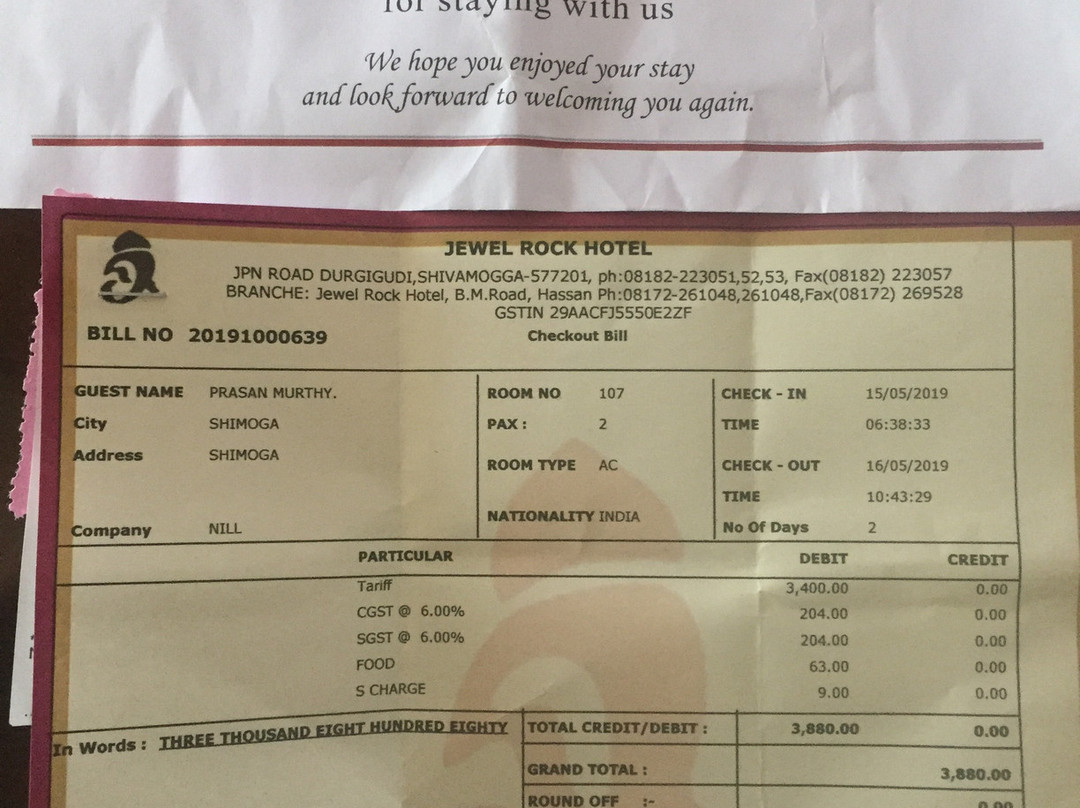 for staying with us
We hope you enjoyed your stay
and look forward to welcoming you again.
JEWEL ROCK HOTEL
JPN ROAD DURGIGUDI,SHIVAMOGGA-577201, ph:08182-223051,52,53, Fax(08182) 223057
BRANCHE: Jewel Rock Hotel, B.M.Road, Hassan Ph:08172-261048,261048,Fax(08172) 269528
GSTIN 29AACFJ5550E2ZF
BILL NO 20191000639 Checkout Bill
GUEST NAME PRASAN MURTHY. ROOM NO 107 CHECK - IN 15/05/2019
City SHIMOGA PAX : 2 TIME 06:38:33
Address SHIMOGA ROOM TYPE AC CHECK - OUT 16/05/2019
TIME 10:43:29
Company NILL NATIONALITY INDIA No Of Days 2
PARTICULAR DEBIT CREDIT
Tariff 3,400.00 0.00
CGST @ 6.00% 204.00 0.00
SGST @ 6.00% 204.00 0.00
FOOD 63.00 0.00
S CHARGE 9.00 0.00
In Words : THREE THOUSAND EIGHT HUNDRED EIGHTY TOTAL CREDIT/DEBIT : 3,880.00 0.00
GRAND TOTAL : 3,880.00
ROUND OFF :- 0.00